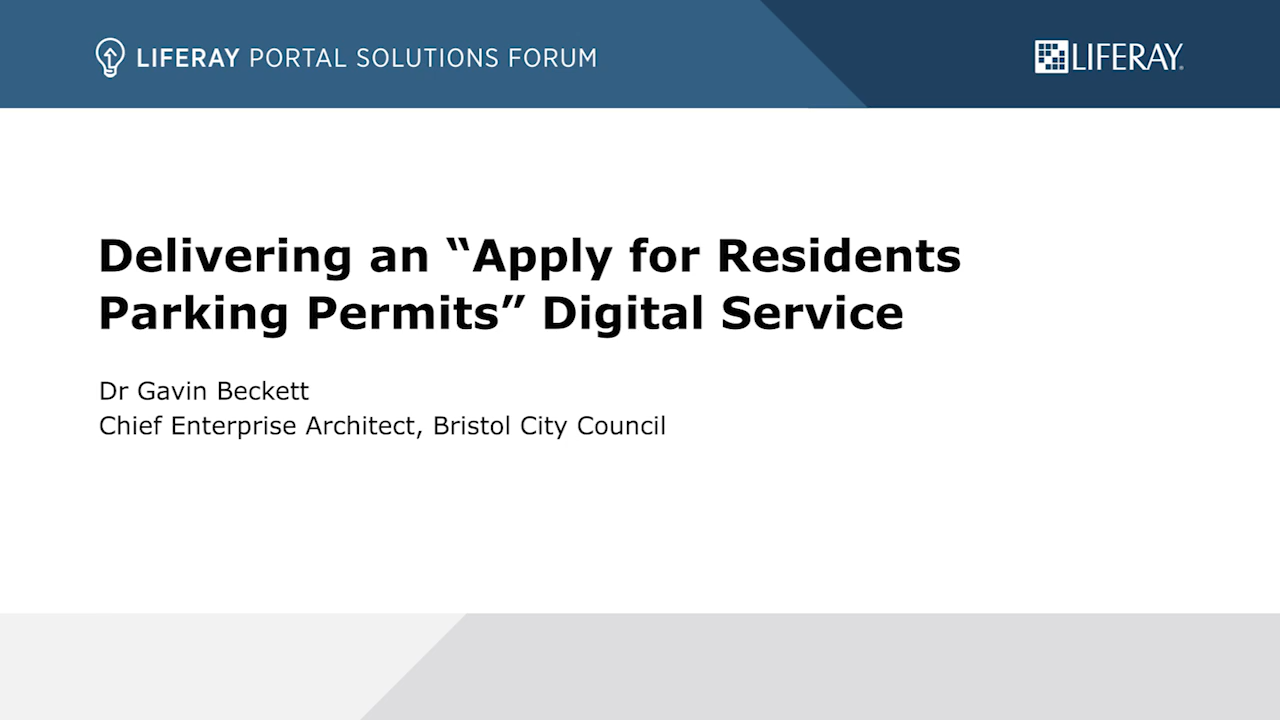 LIFERAY PORTAL SOLUTIONS FORUM
LIFERAY.
Delivering an “Apply for Residents
Parking Permits” Digital Service
Dr Gavin Beckett
Chief Enterprise Architect, Bristol City Council